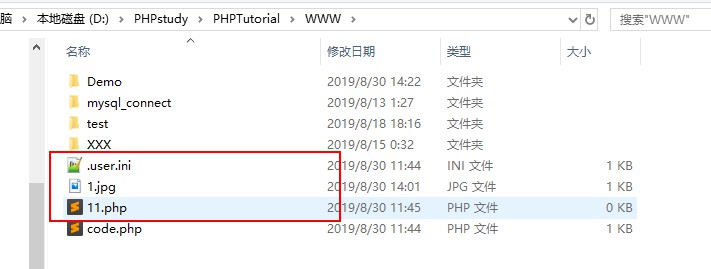 脑 › 本地磁盘 (D:) › PHPstudy › PHPTutorial › WWW › 搜索"WWW"
名称 修改日期 类型 大小
Demo 2019/8/30 14:22 文件夹
mysql_connect 2019/8/13 1:27 文件夹
test 2019/8/18 18:16 文件夹
XXX 2019/8/15 0:32 文件夹
.user.ini 2019/8/30 11:44 INI 文件 1 KB
1.jpg 2019/8/30 14:01 JPG 文件 1 KB
11.php 2019/8/30 11:45 PHP 文件 0 KB
code.php 2019/8/30 11:44 PHP 文件 1 KB